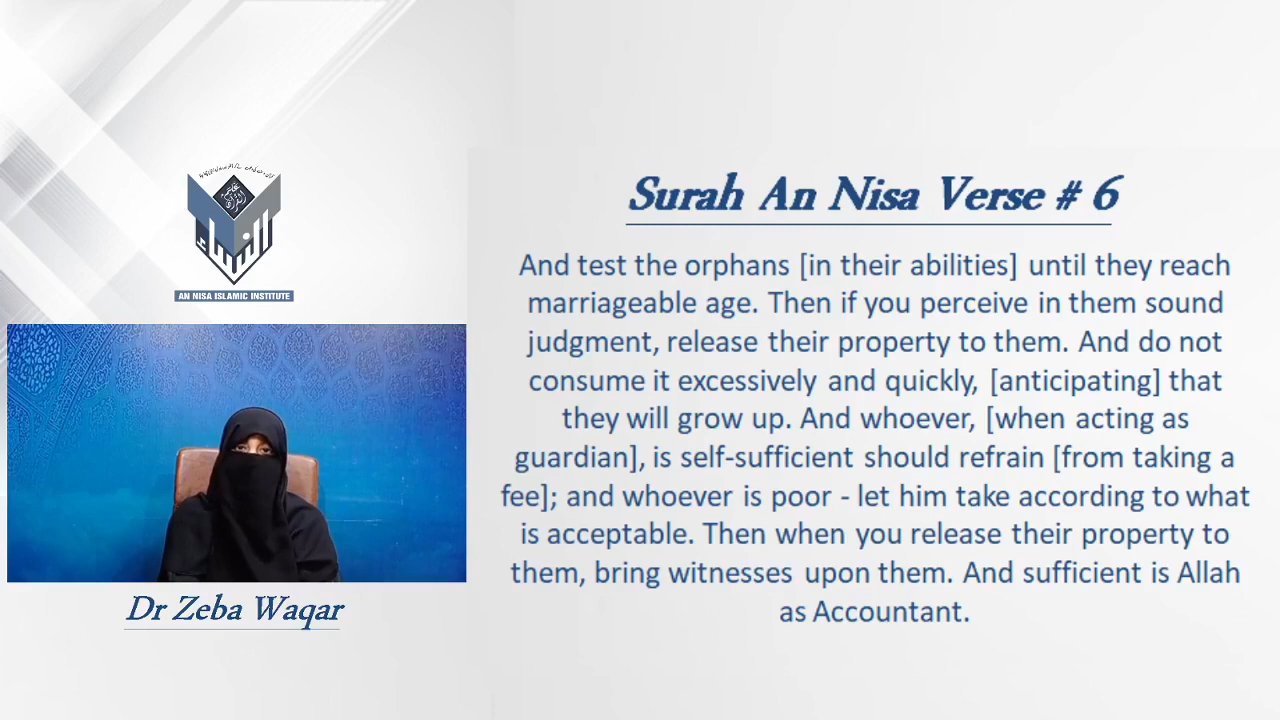 AN NISA ISLAMIC INSTITUTE
Dr Zeba Waqar
Surah An Nisa Verse # 6
And test the orphans [in their abilities] until they reach
marriageable age. Then if you perceive in them sound
judgment, release their property to them. And do not
consume it excessively and quickly, [anticipating] that
they will grow up. And whoever, [when acting as
guardian], is self-sufficient should refrain [from taking a
fee]; and whoever is poor - let him take according to what
is acceptable. Then when you release their property to
them, bring witnesses upon them. And sufficient is Allah
as Accountant.